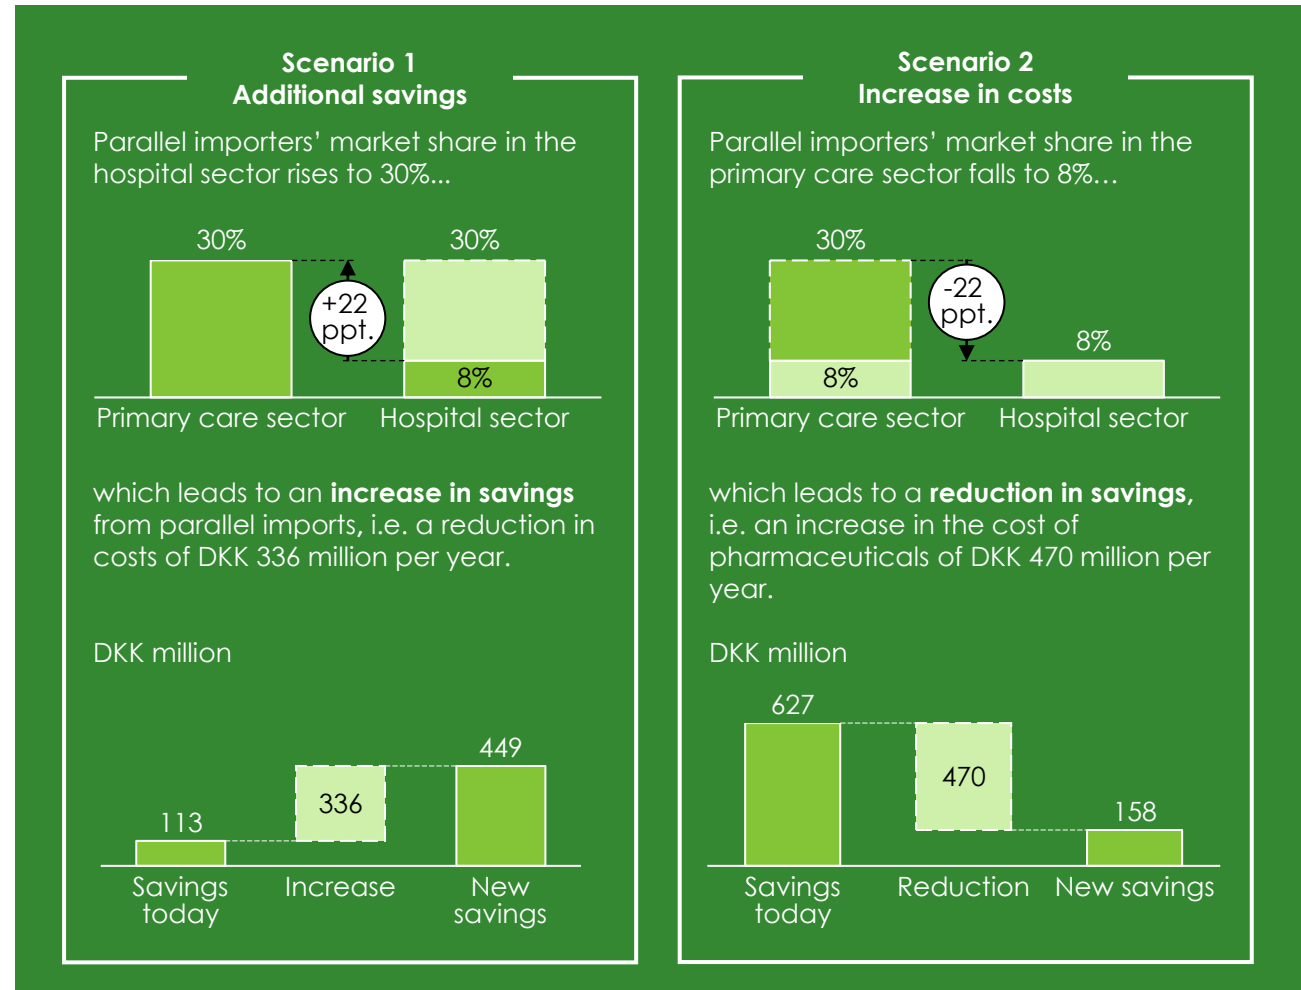 Scenario 1
Additional savings
Parallel importers’ market share in the
hospital sector rises to 30%...
30%
30%
+22
ppt.
8%
Primary care sector
Hospital sector
which leads to an increase in savings
from parallel imports, i.e. a reduction in
costs of DKK 336 million per year.
DKK million
449
336
113
Savings
today
Increase
New
savings
Scenario 2
Increase in costs
Parallel importers’ market share in the
primary care sector falls to 8%…
30%
-22
ppt.
8%
8%
Primary care sector
Hospital sector
which leads to a reduction in savings,
i.e. an increase in the cost of
pharmaceuticals of DKK 470 million per
year.
DKK million
627
470
158
Savings
today
Reduction
New savings